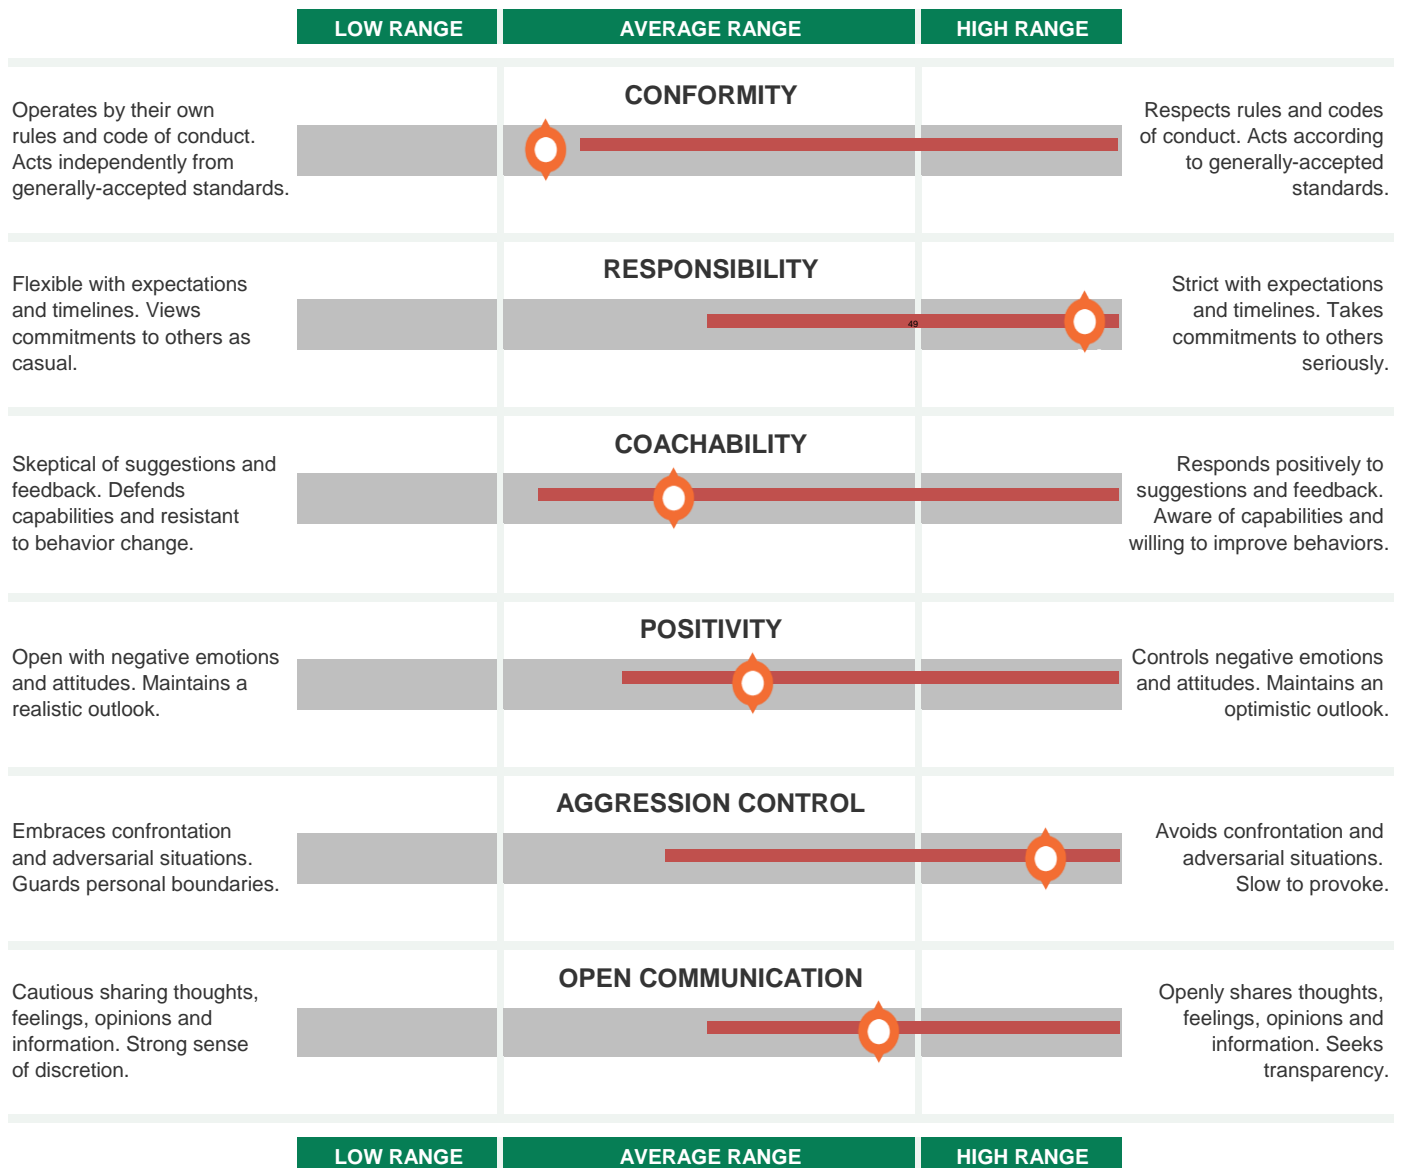 LOW RANGE AVERAGE RANGE HIGH RANGE
CONFORMITY
Operates by their own
rules and code of conduct.
Acts independently from
generally-accepted standards.
Respects rules and codes
of conduct. Acts according
to generally-accepted
standards.
RESPONSIBILITY
Flexible with expectations
and timelines. Views
commitments to others as
casual.
49
Strict with expectations
and timelines. Takes
commitments to others
seriously.
COACHABILITY
Skeptical of suggestions and
feedback. Defends
capabilities and resistant
to behavior change.
Responds positively to
suggestions and feedback.
Aware of capabilities and
willing to improve behaviors.
POSITIVITY
Open with negative emotions
and attitudes. Maintains a
realistic outlook.
Controls negative emotions
and attitudes. Maintains an
optimistic outlook.
AGGRESSION CONTROL
Embraces confrontation
and adversarial situations.
Guards personal boundaries.
Avoids confrontation and
adversarial situations.
Slow to provoke.
OPEN COMMUNICATION
Cautious sharing thoughts,
feelings, opinions and
information. Strong sense
of discretion.
Openly shares thoughts,
feelings, opinions and
information. Seeks
transparency.
LOW RANGE AVERAGE RANGE HIGH RANGE